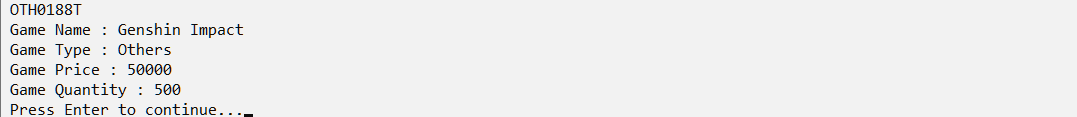 OTH0188T
Game Name : Genshin Impact
Game Type : Others
Game Price : 50000
Game Quantity : 500
Press Enter to continue...